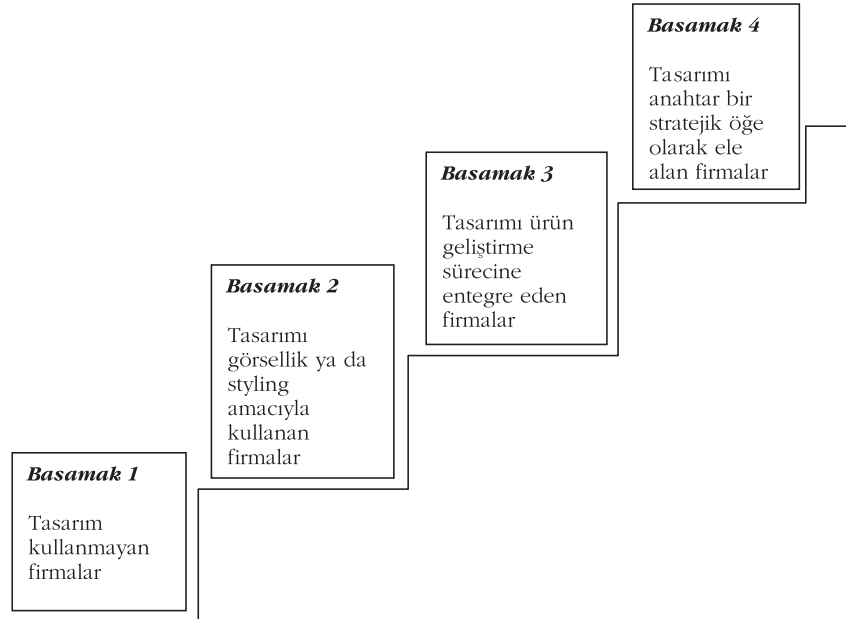 Basamak 4
Tasarımı
anahtar bir
stratejik öğe
olarak ele
alan firmalar
Basamak 3
Tasarımı ürün
geliştirme
sürecine
entegre eden
firmalar
Basamak 2
Tasarımı
görsellik ya da
styling
amacıyla
kullanan
firmalar
Basamak 1
Tasarım
kullanmayan
firmalar